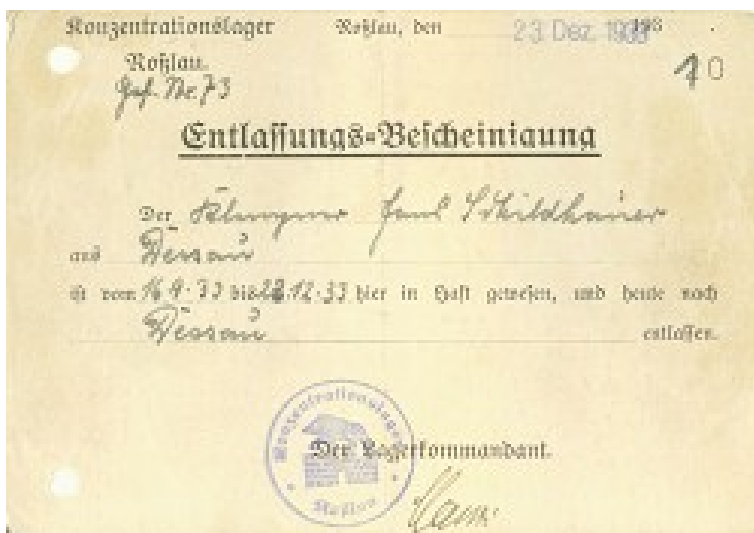 Konzentrationslager Roßlau, den 23. Dez. 1933
Roßlau.
Gef. Nr. 73
10
Entlassungs-Bescheinigung
Der Paul Schildhauer
aus Dessau
ist vom 16.9.33 bis 23.12.33 hier in Haft gewesen, und heute nach
Dessau entlassen.
Konzentrationslager
Roßlau
Der Lagerkommandant.